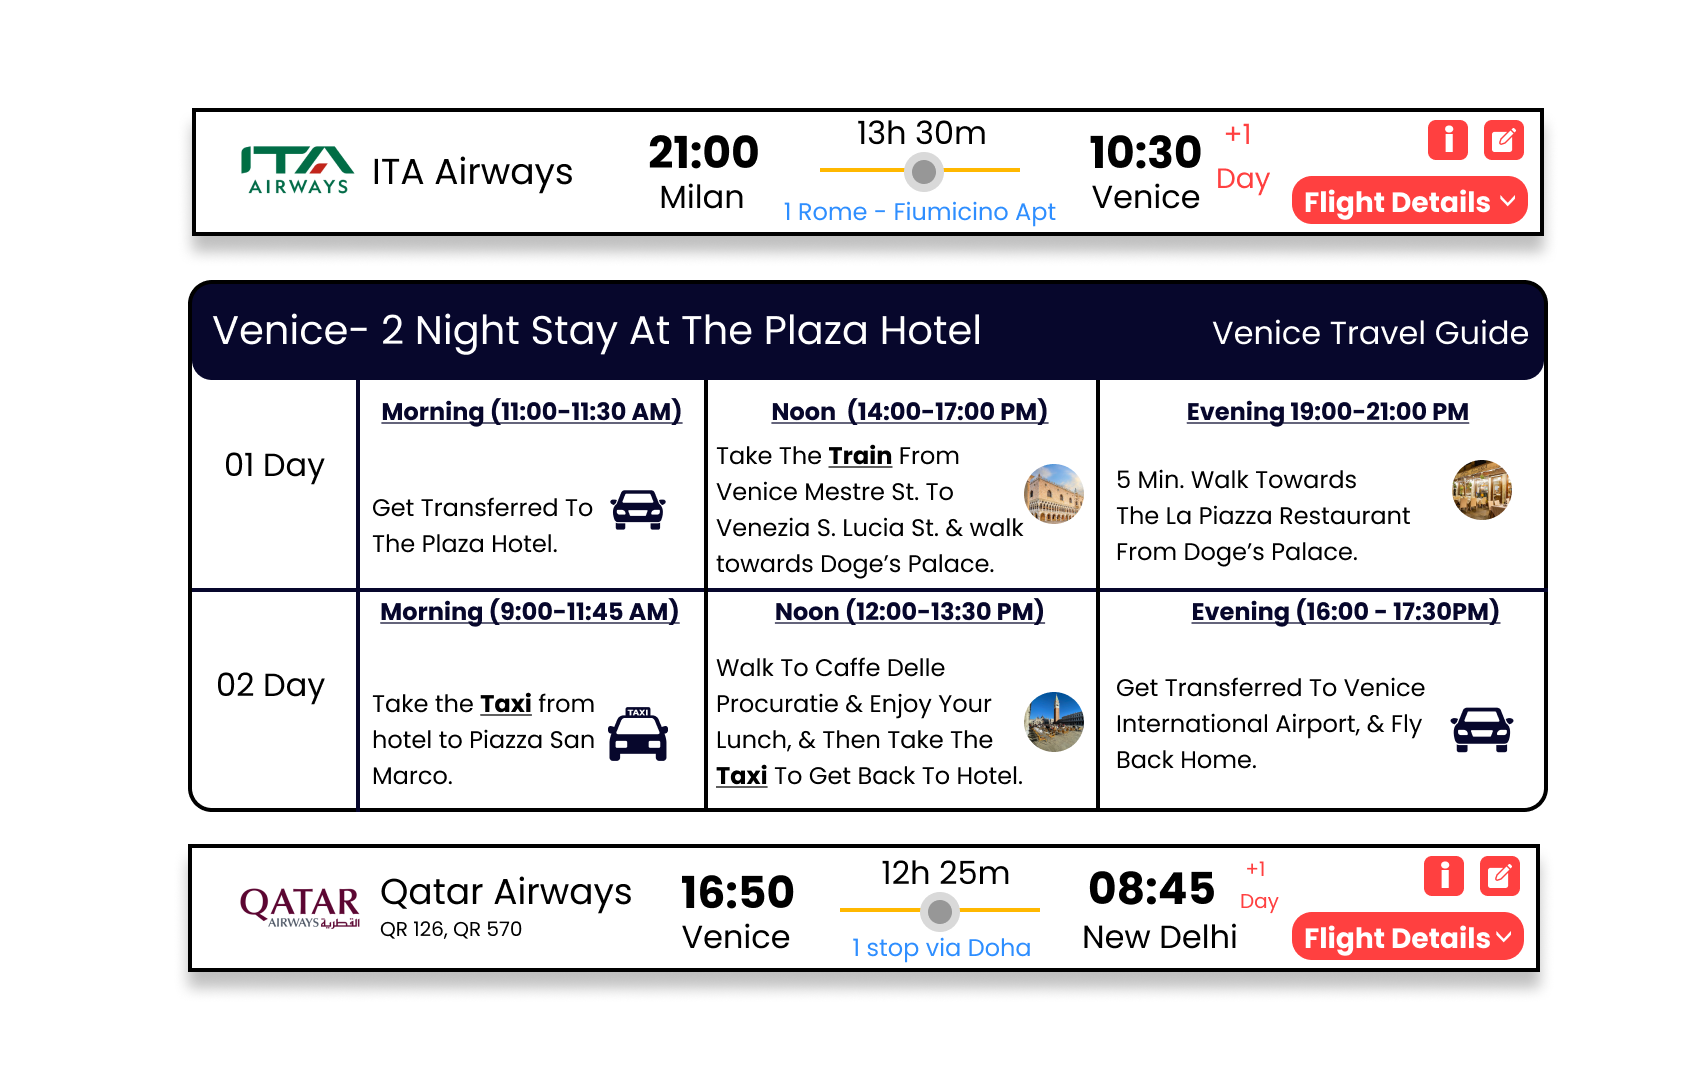 ITA
AIRWAYS
ITA Airways
21:00
Milan
13h 30m
1 Rome - Fiumicino Apt
10:30
Venice
+1
Day
i
Flight Details
Venice- 2 Night Stay At The Plaza Hotel
Venice Travel Guide
01 Day
Morning (11:00-11:30 AM)
Get Transferred To
The Plaza Hotel.
Noon (14:00-17:00 PM)
Take The Train From
Venice Mestre St. To
Venezia S. Lucia St. & walk
towards Doge’s Palace.
Evening 19:00-21:00 PM
5 Min. Walk Towards
The La Piazza Restaurant
From Doge’s Palace.
02 Day
Morning (9:00-11:45 AM)
Take the Taxi from
hotel to Piazza San
Marco.
TAXI
Noon (12:00-13:30 PM)
Walk To Caffe Delle
Procuratie & Enjoy Your
Lunch, & Then Take The
Taxi To Get Back To Hotel.
Evening (16:00 - 17:30PM)
Get Transferred To Venice
International Airport, & Fly
Back Home.
QATAR
AIRWAYS القطرية
Qatar Airways
QR 126, QR 570
16:50
Venice
12h 25m
1 stop via Doha
08:45
New Delhi
+1
Day
i
Flight Details